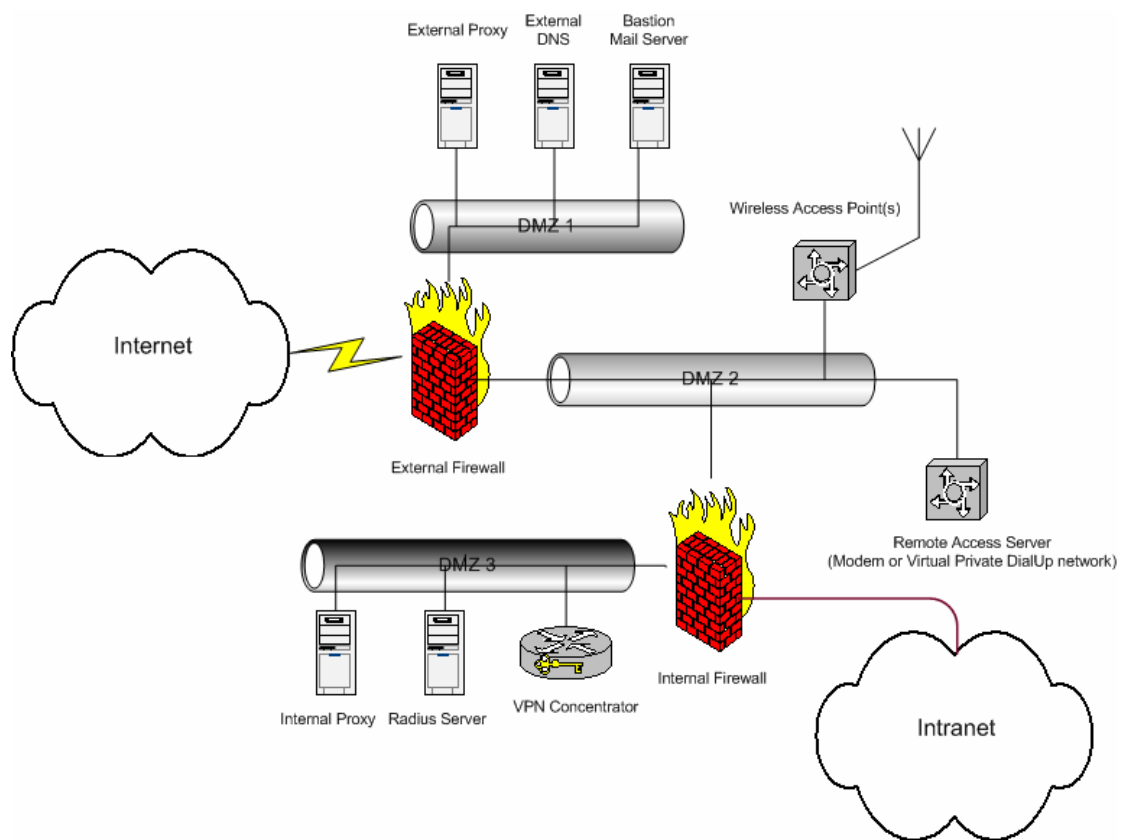 External Proxy
External
DNS
Bastion
Mail Server
DMZ 1
Wireless Access Point(s)
Internet
DMZ 2
External Firewall
Remote Access Server
(Modem or Virtual Private DialUp network)
DMZ 3
Internal Proxy
Radius Server
VPN Concentrator
Internal Firewall
Intranet